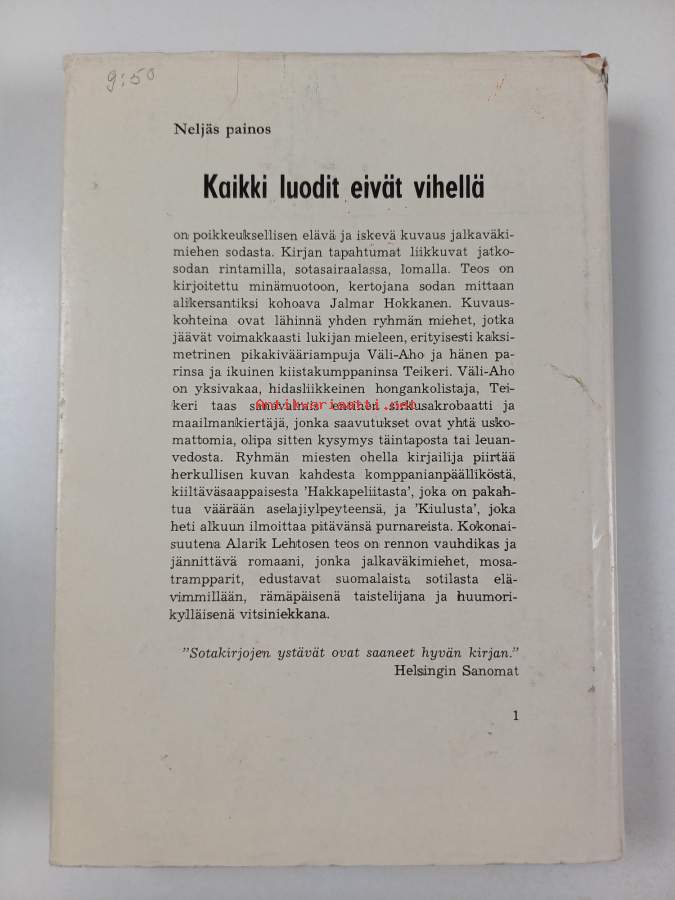 9:50
Neljäs painos
Kaikki luodit eivät vihellä
on poikkeuksellisen elävä ja iskevä kuvaus jalkaväki-
miehen sodasta. Kirjan tapahtumat liikkuvat jatko-
sodan rintamilla, sotasairaalassa, lomalla. Teos on
kirjoitettu minämuotoon, kertojana sodan mittaan
alikersantiksi kohoava Jalmar Hokkanen. Kuvaus-
kohteina ovat lähinnä yhden ryhmän miehet, jotka
jäävät voimakkaasti lukijan mieleen, erityisesti kaksi-
metrinen pikakivääriampuja Väli-Aho ja hänen pa-
rinsa ja ikuinen kiistakumppaninsa Teikeri. Väli-Aho
on yksivakaa, hidasliikkeinen hongankolistaja, Tei-
keri taas sanavalmis entinen sirkusakrobaatti ja
Antikvariaatti.net
maailmankiertäjä, jonka saavutukset ovat yhtä usko-
mattomia, olipa sitten kysymys täintaposta tai leuan-
vedosta. Ryhmän miesten ohella kirjailija piirtää
herkullisen kuvan kahdesta komppanianpäälliköstä,
kiiltäväsaappaisesta 'Hakkapeliitasta', joka on pakah-
tua väärään aselajiylpeyteensä, ja 'Kiulusta', joka
heti alkuun ilmoittaa pitävänsä purnareista. Kokonai-
suutena Alarik Lehtosen teos on rennon vauhdikas ja
jännittävä romaani, jonka jalkaväkimiehet, mosa-
trampparit, edustavat suomalaista sotilasta elä-
vimmillään, rämäpäisenä taistelijana ja huumori-
kylläisenä vitsiniekkana.
"Sotakirjojen ystävät ovat saaneet hyvän kirjan."
Helsingin Sanomat
1